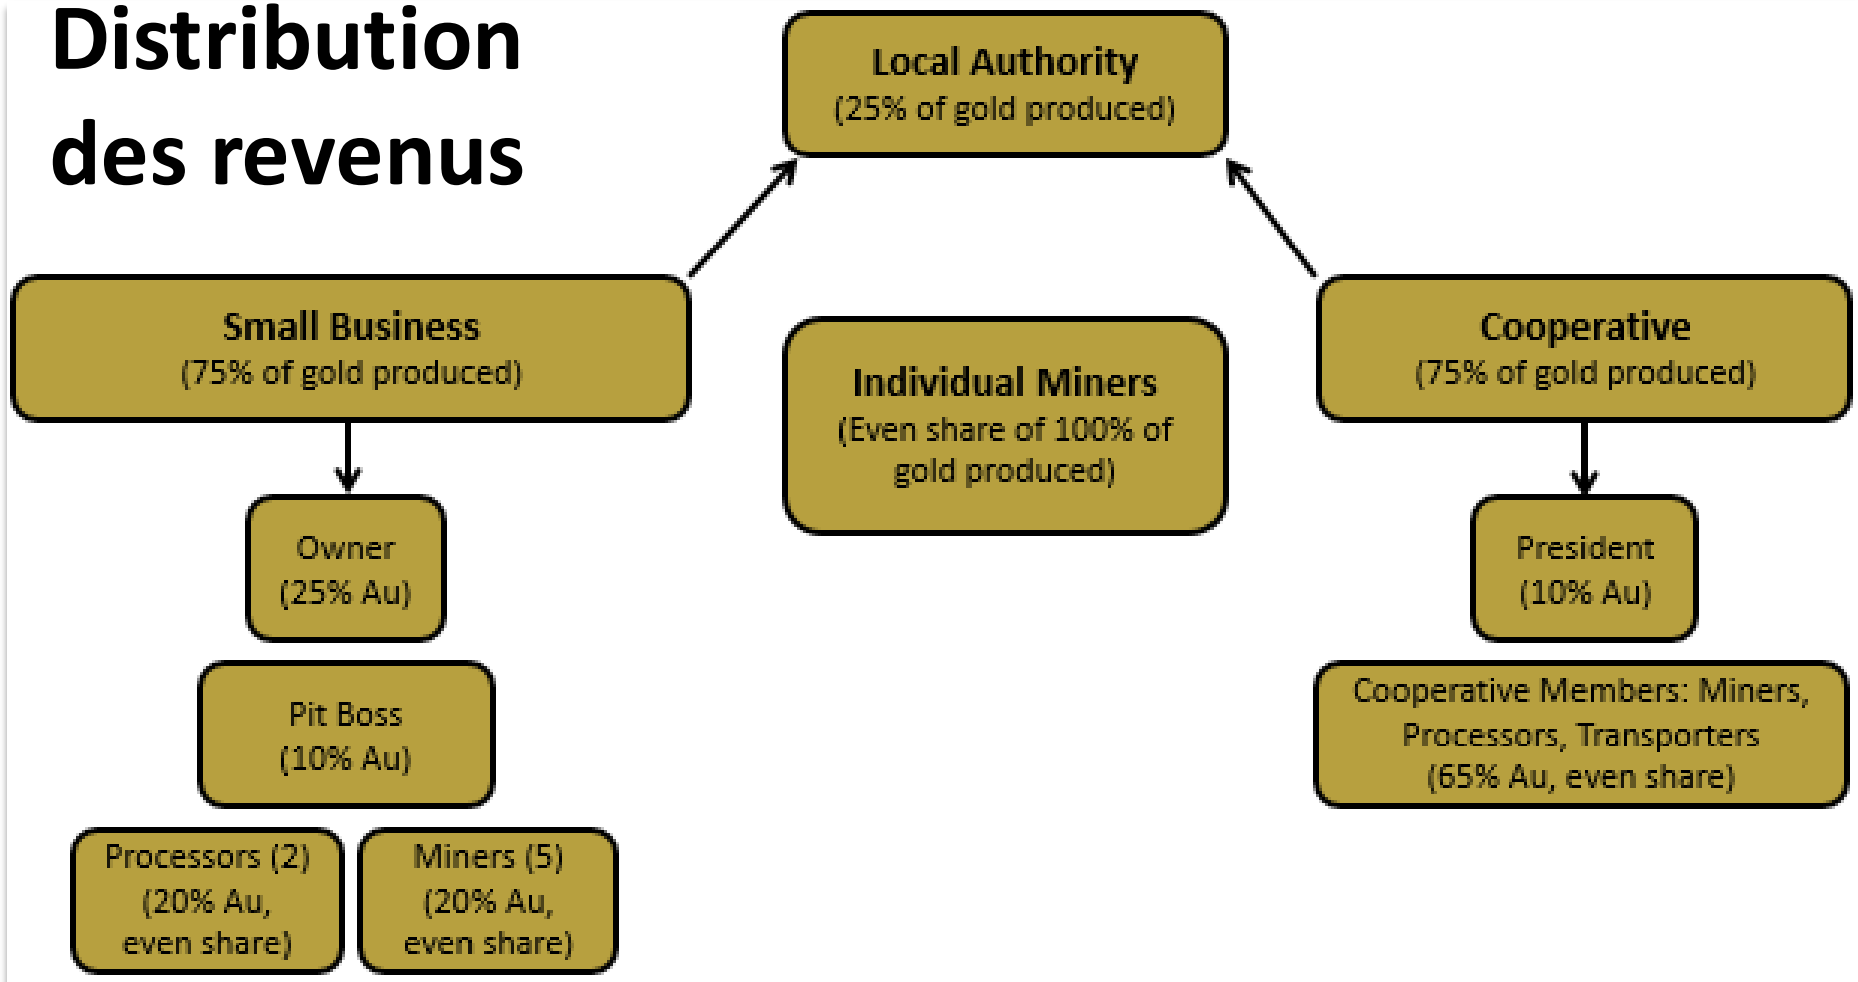 Distribution
des revenus
Local Authority
(25% of gold produced)
Small Business
(75% of gold produced)
Individual Miners
(Even share of 100% of
gold produced)
Cooperative
(75% of gold produced)
Owner
(25% Au)
President
(10% Au)
Pit Boss
(10% Au)
Cooperative Members: Miners,
Processors, Transporters
(65% Au, even share)
Processors (2)
(20% Au,
even share)
Miners (5)
(20% Au,
even share)